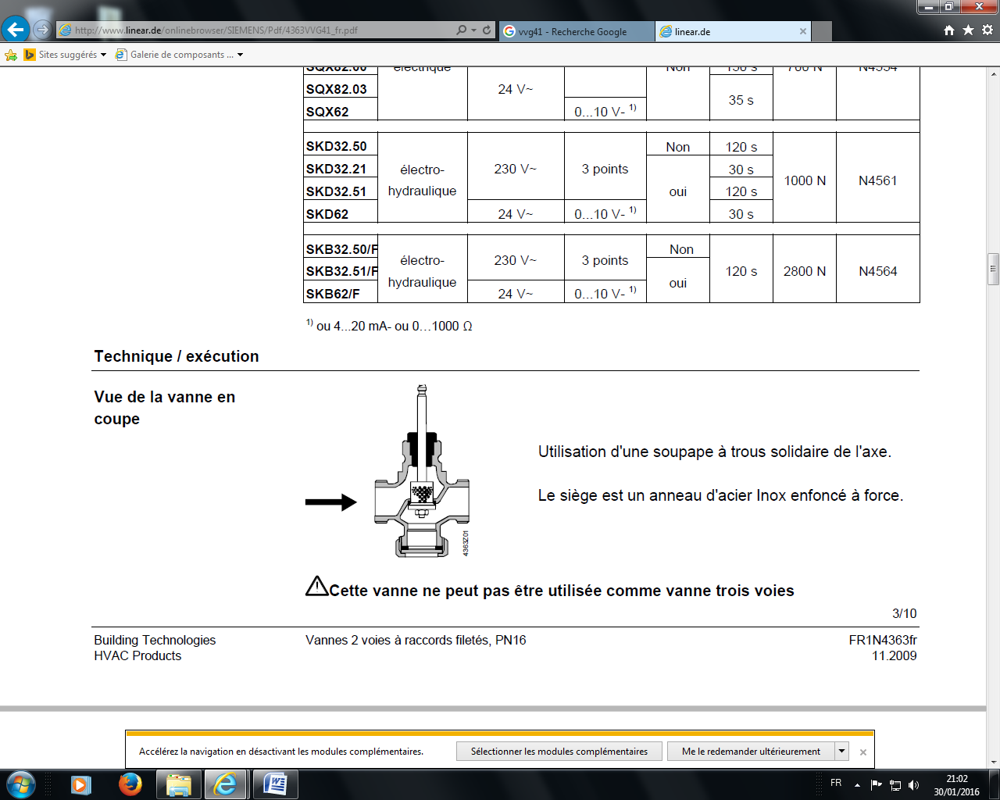 http://www.linear.de/onlinebrowser/SIEMENS/Pdf/4363VVG41_fr.pdf
vvg41 - Recherche Google
linear.de
Sites suggérés
Galerie de composants ...
électrique
Non
N4554
SQX82.03
24 V~
35 s
SQX62
0...10 V- 1)
SKD32.50
Non
120 s
SKD32.21
électro-
hydraulique
230 V~
3 points
30 s
1000 N
N4561
SKD32.51
oui
120 s
SKD62
24 V~
0...10 V- 1)
30 s
SKB32.50/F
électro-
hydraulique
230 V~
3 points
Non
SKB32.51/F
oui
120 s
2800 N
N4564
SKB62/F
24 V~
0...10 V- 1)
1) ou 4...20 mA- ou 0…1000 Ω
Technique / exécution
Vue de la vanne en
coupe
Utilisation d'une soupape à trous solidaire de l'axe.
Le siège est un anneau d'acier Inox enfoncé à force.
4363Z01
Cette vanne ne peut pas être utilisée comme vanne trois voies
3/10
Building Technologies
Vannes 2 voies à raccords filetés, PN16
FR1N4363fr
HVAC Products
11.2009
Accélérez la navigation en désactivant les modules complémentaires.
Sélectionner les modules complémentaires
Me le redemander ultérieurement
FR
21:02
30/01/2016